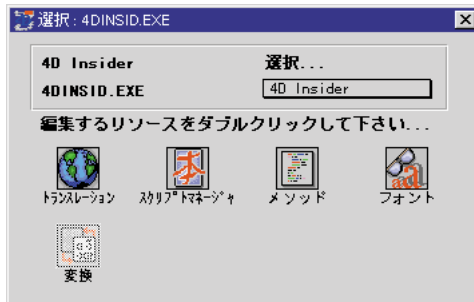 選択 : 4DINSID.EXE
4D Insider 選択...
4DINSID.EXE 4D Insider
編集するリソースをダブルクリックして下さい...
トランスレーション スクリプトマネージャ メソッド フォント
変換